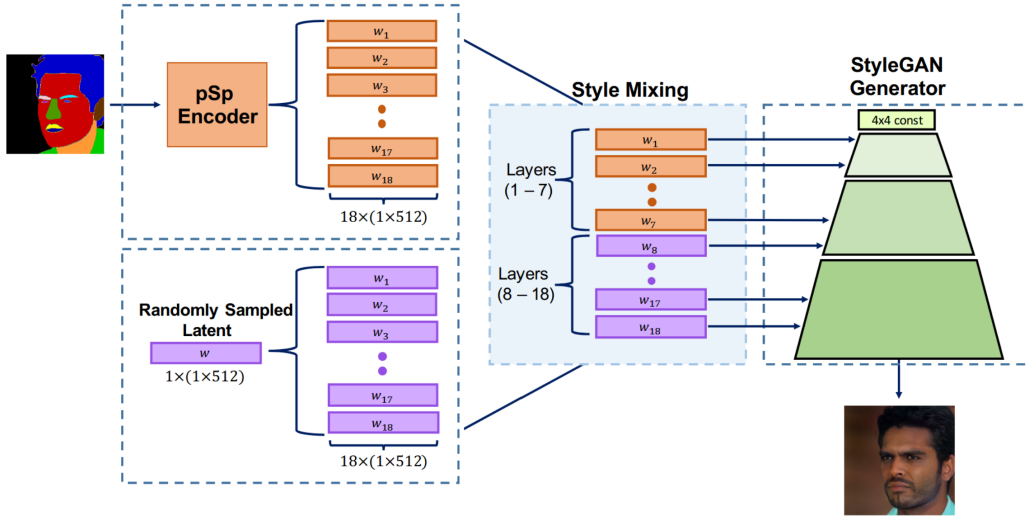 pSp
Encoder
w₁
w₂
w₃
w₁₇
w₁₈
18×(1×512)
Randomly Sampled
Latent
w
1×(1×512)
w₁
w₂
w₃
w₁₇
w₁₈
18×(1×512)
Style Mixing
Layers
(1 – 7)
w₁
w₂
w₇
Layers
(8 – 18)
w₈
w₁₇
w₁₈
StyleGAN
Generator
4x4 const